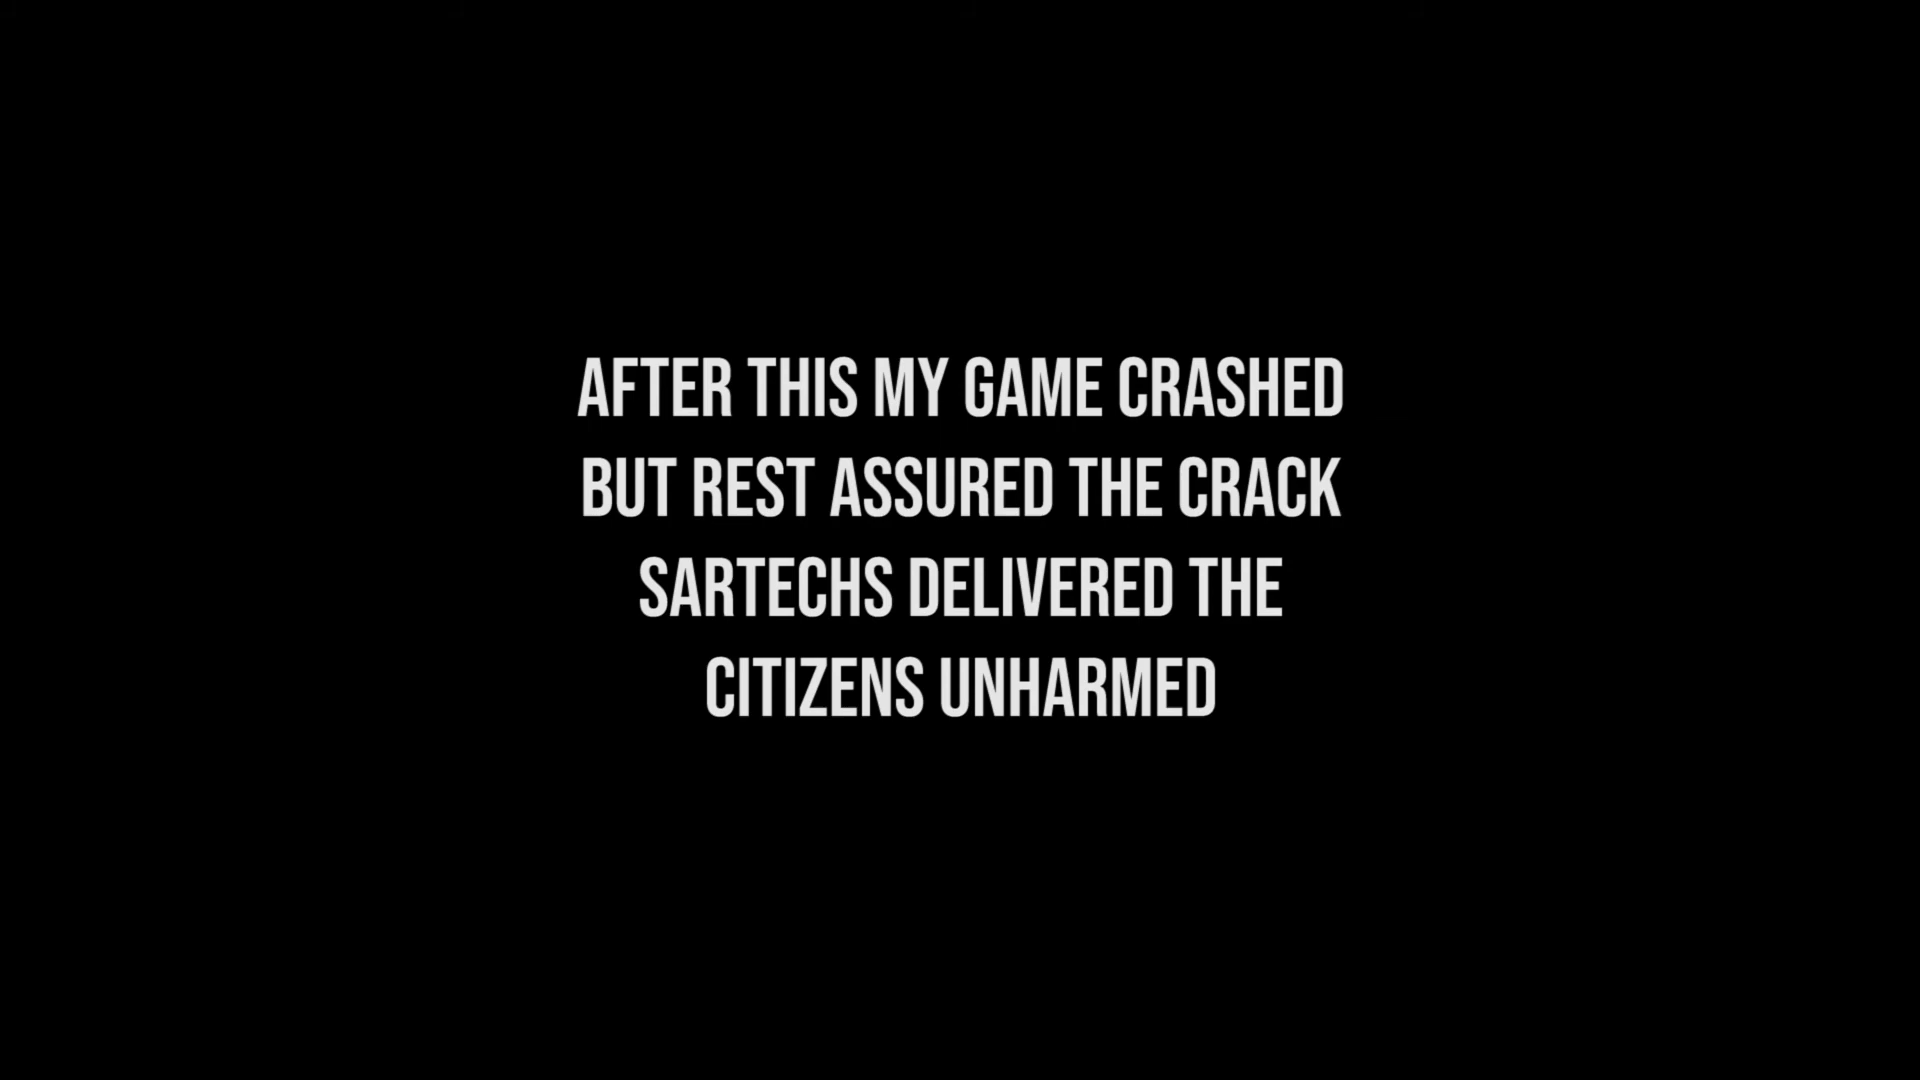 AFTER THIS MY GAME CRASHED
BUT REST ASSURED THE CRACK
SARTECHS DELIVERED THE
CITIZENS UNHARMED